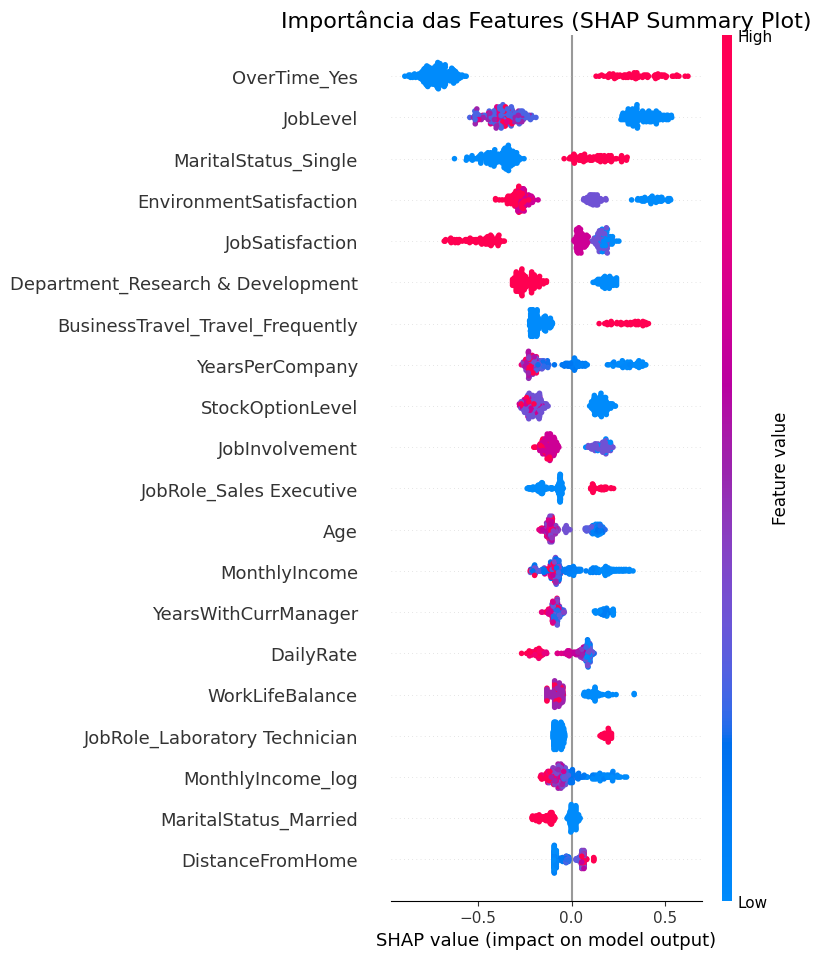 Importância das Features (SHAP Summary Plot)
High
OverTime_Yes
JobLevel
MaritalStatus_Single
EnvironmentSatisfaction
JobSatisfaction
Department_Research & Development
BusinessTravel_Travel_Frequently
YearsPerCompany
StockOptionLevel
JobInvolvement
JobRole_Sales Executive
Age
MonthlyIncome
YearsWithCurrManager
DailyRate
WorkLifeBalance
JobRole_Laboratory Technician
MonthlyIncome_log
MaritalStatus_Married
DistanceFromHome
Feature value
Low
−0.5 0.0 0.5
SHAP value (impact on model output)